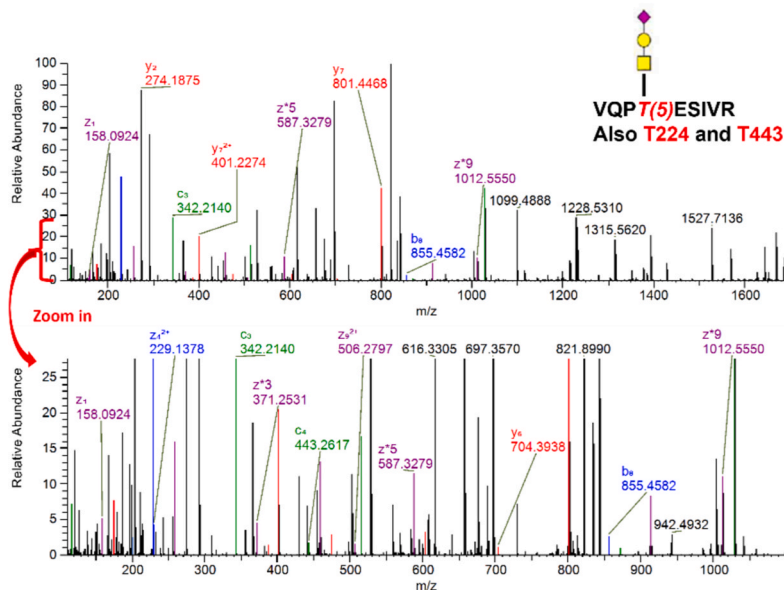 100
90
80
70
60
50
40
30
20
10
0
Relative Abundance
z₁
158.0924
y₂
274.1875
c₃
342.2140
y₇²⁺
401.2274
z*5
587.3279
y₇
801.4468
b₈
855.4582
z*9
1012.5550
1099.4888
1228.5310
1315.5620
1527.7136
200 400 600 800 1000 1200 1400 1600
m/z
VQPT(5)ESIVR
Also T224 and T443
Zoom in
25
20
15
10
5
0
Relative Abundance
z₁
158.0924
z₄²⁺
229.1378
c₃
342.2140
z*3
371.2531
c₄
443.2617
z₉²⁺
506.2797
z*5
587.3279
616.3305
697.3570
y₆
704.3938
821.8990
b₈
855.4582
942.4932
z*9
1012.5550
200 300 400 500 600 700 800 900 1000
m/z